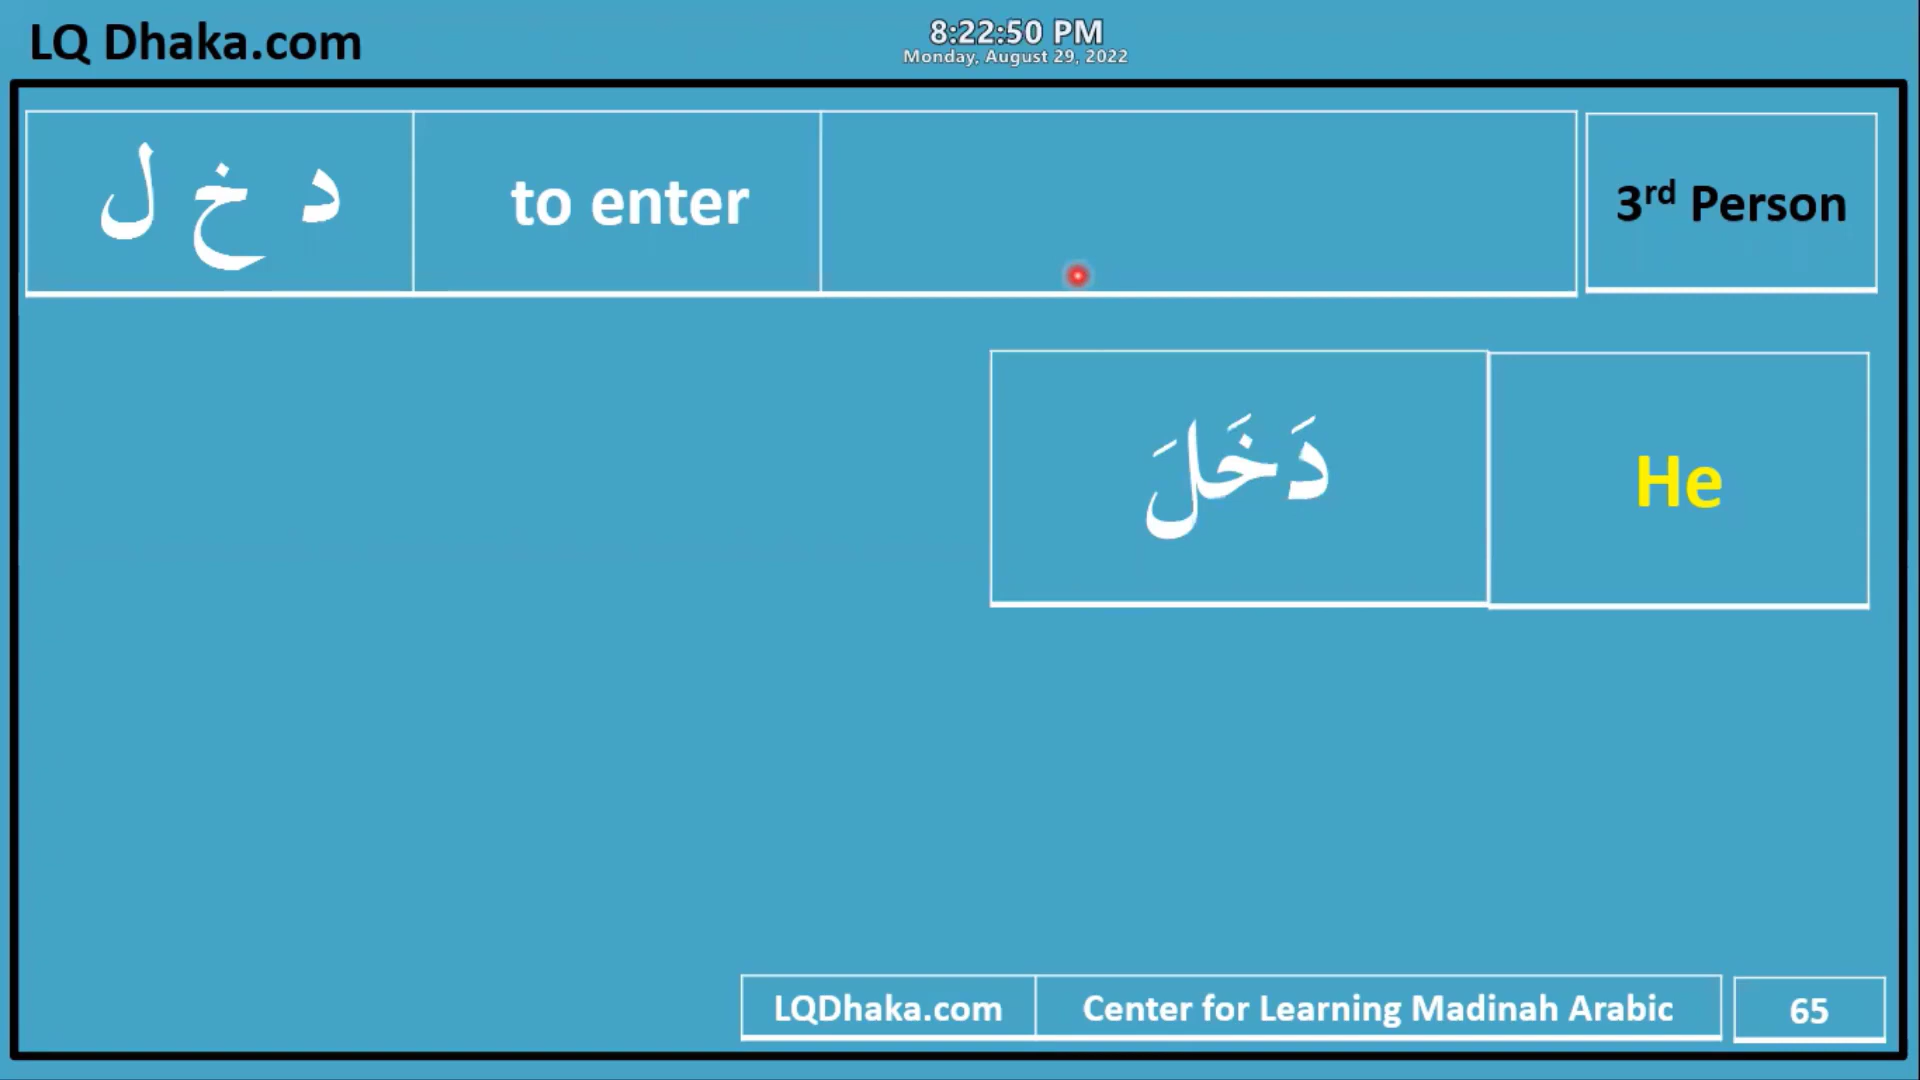 LQ Dhaka.com
8:22:50 PM
Monday, August 29, 2022
د خ ل
to enter
3rd Person
دَخَلَ
He
LQDhaka.com
Center for Learning Madinah Arabic
65